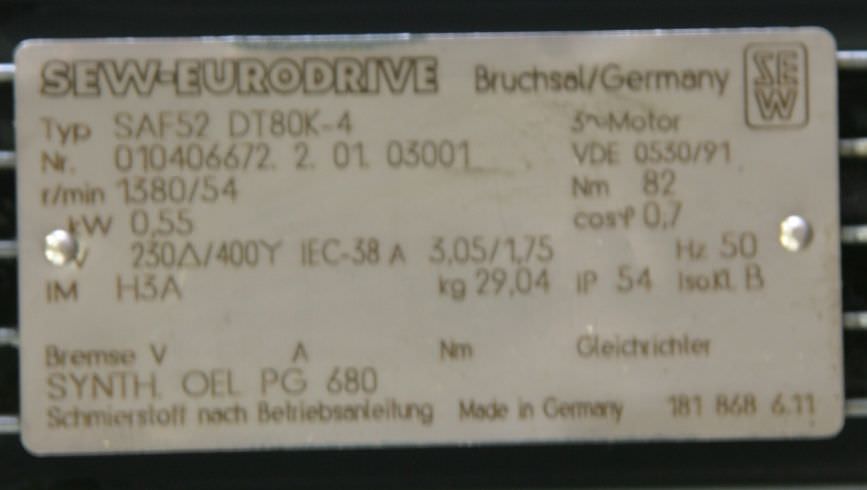 SEW-EURODRIVE Bruchsal/Germany SEW
Typ SAF52 DT80K-4 3~Motor
Nr. 010406672. 2. 01. 03001 VDE 0530/91
r/min 1380/54 Nm 82
kW 0,55 cosφ 0,7
V 230△/400Y IEC-38 A 3,05/1,75 Hz 50
IM H3A kg 29,04 IP 54 Iso.Kl. B
Bremse V A Nm Gleichrichter
SYNTH. OEL PG 680
Schmierstoff nach Betriebsanleitung Made in Germany 181 868 6.11